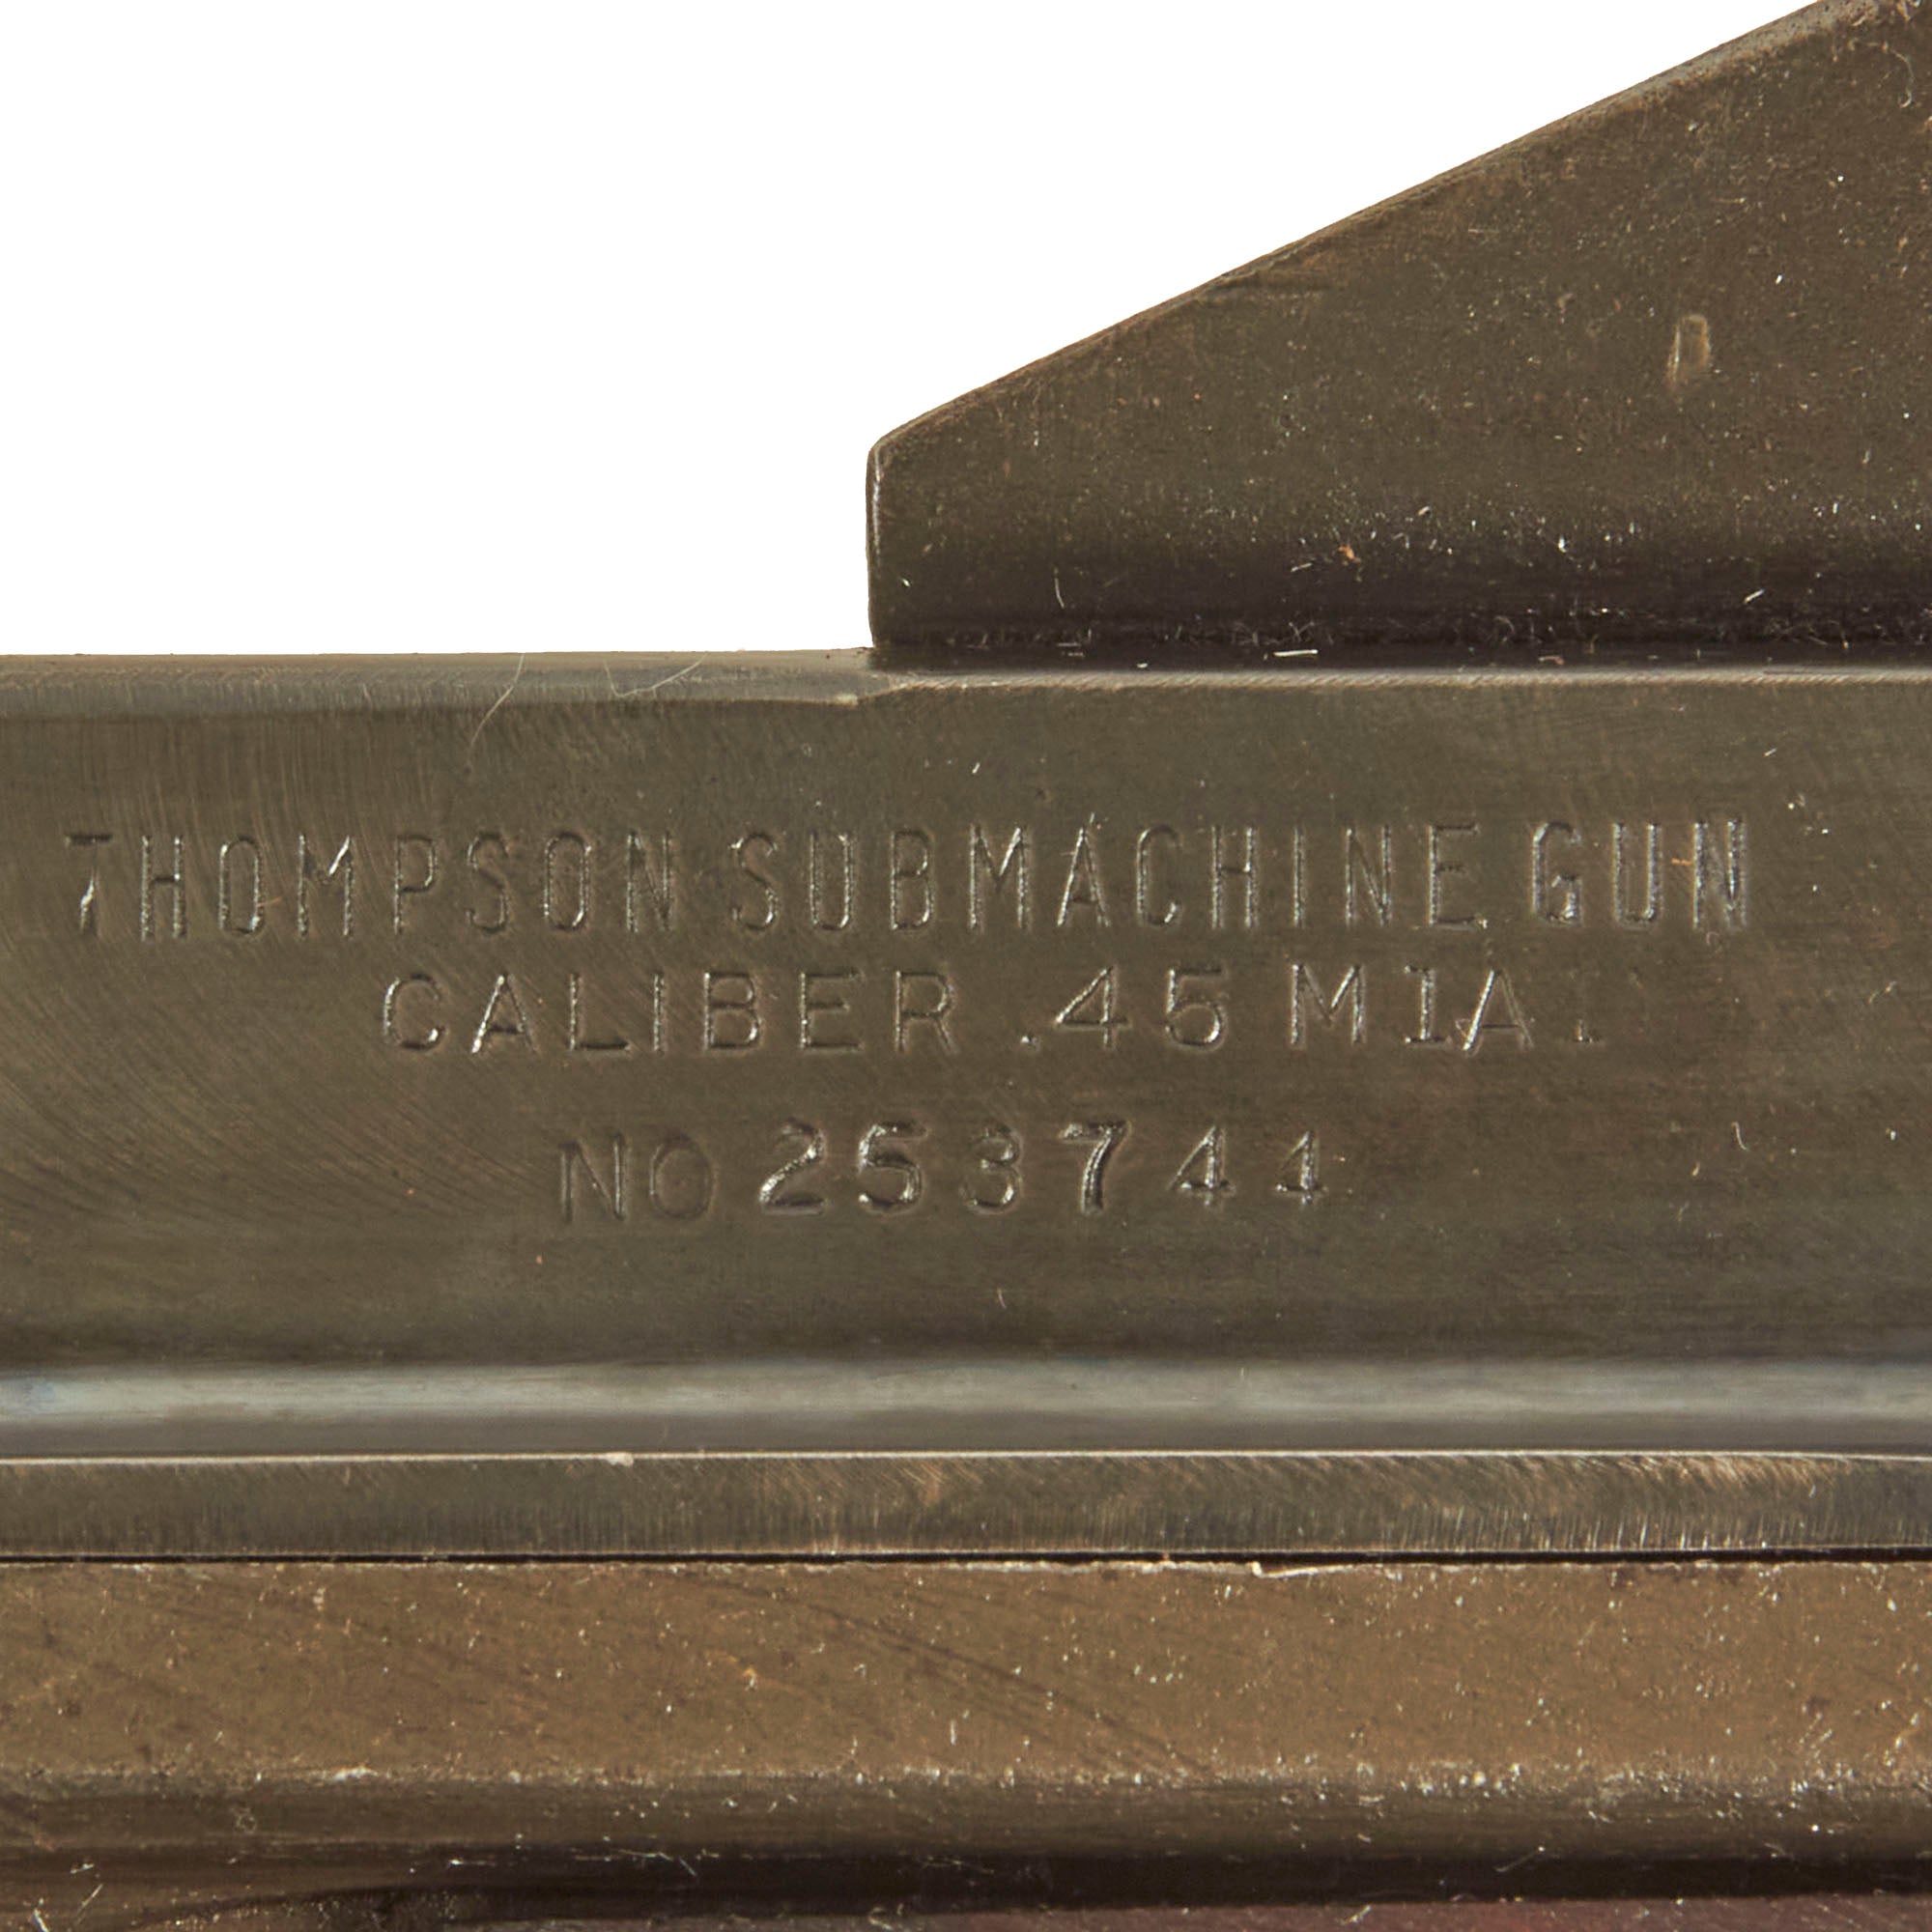 THOMPSON SUBMACHINE GUN
CALIBER .45 M1A1
NO 253744